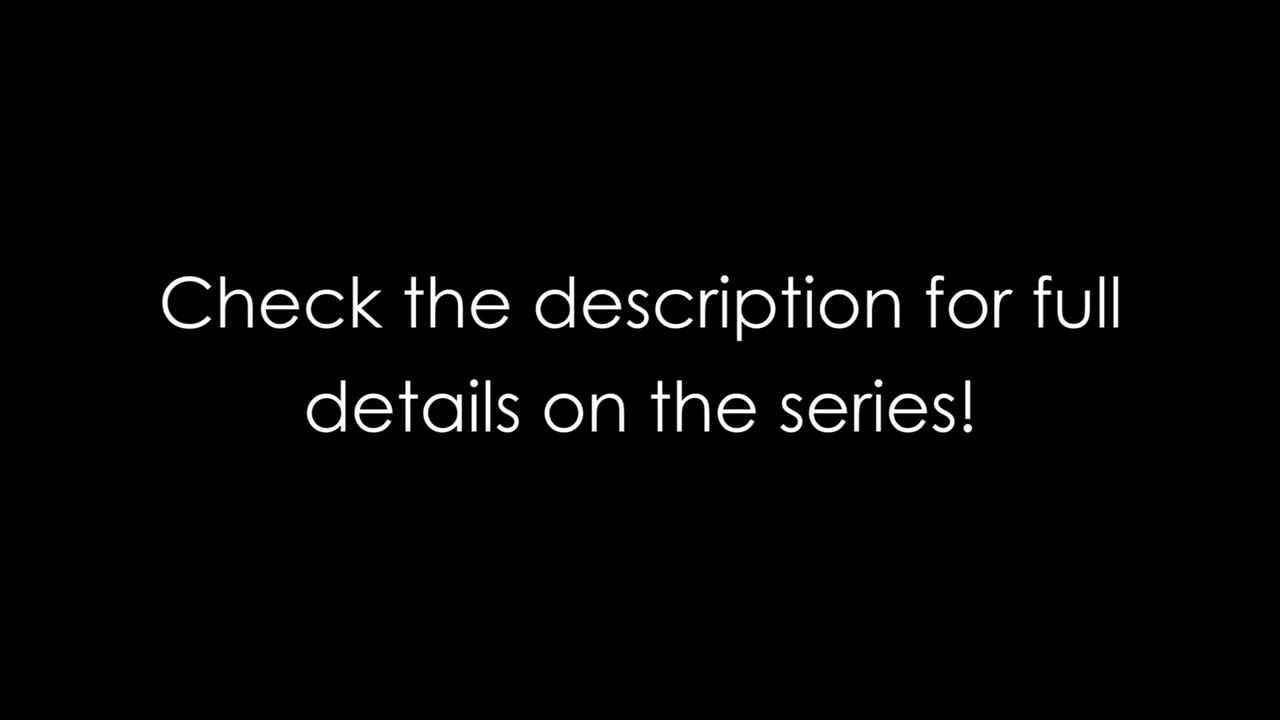 Check the description for full
details on the series!